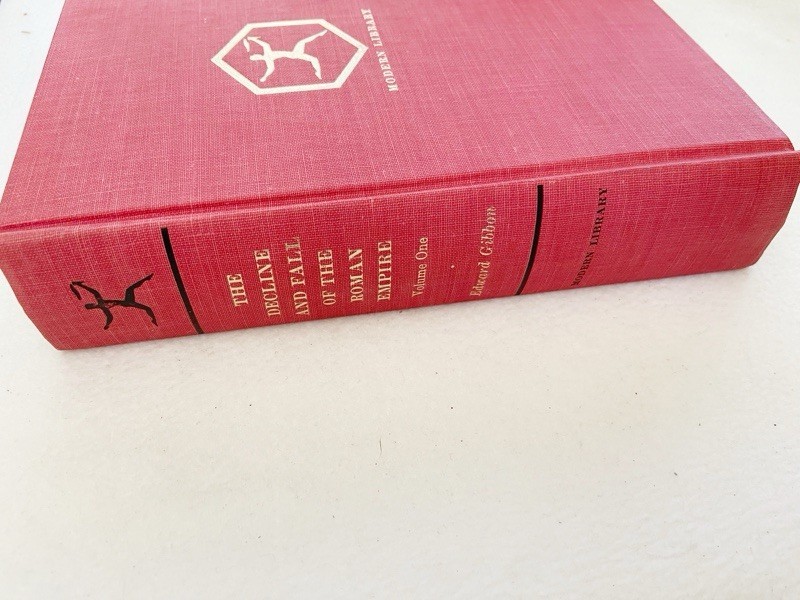 MODERN LIBRARY
THE
DECLINE
AND FALL
OF THE
ROMAN
EMPIRE
Volume One
Edward Gibbon
MODERN LIBRARY